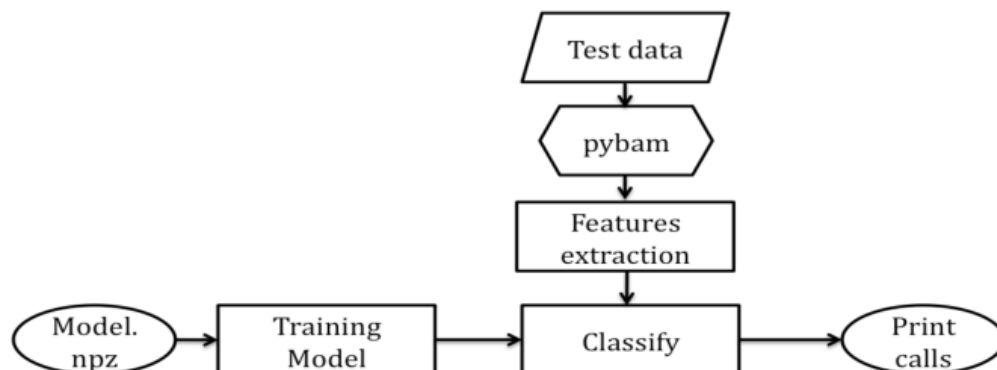 Test data
pybam
Features
extraction
Model.
npz
Training
Model
Classify
Print
calls